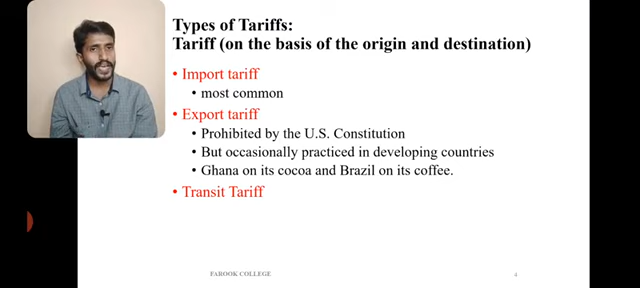 Types of Tariffs:
Tariff (on the basis of the origin and destination)
• Import tariff
• most common
• Export tariff
• Prohibited by the U.S. Constitution
• But occasionally practiced in developing countries
• Ghana on its cocoa and Brazil on its coffee.
• Transit Tariff
FAROOK COLLEGE
4